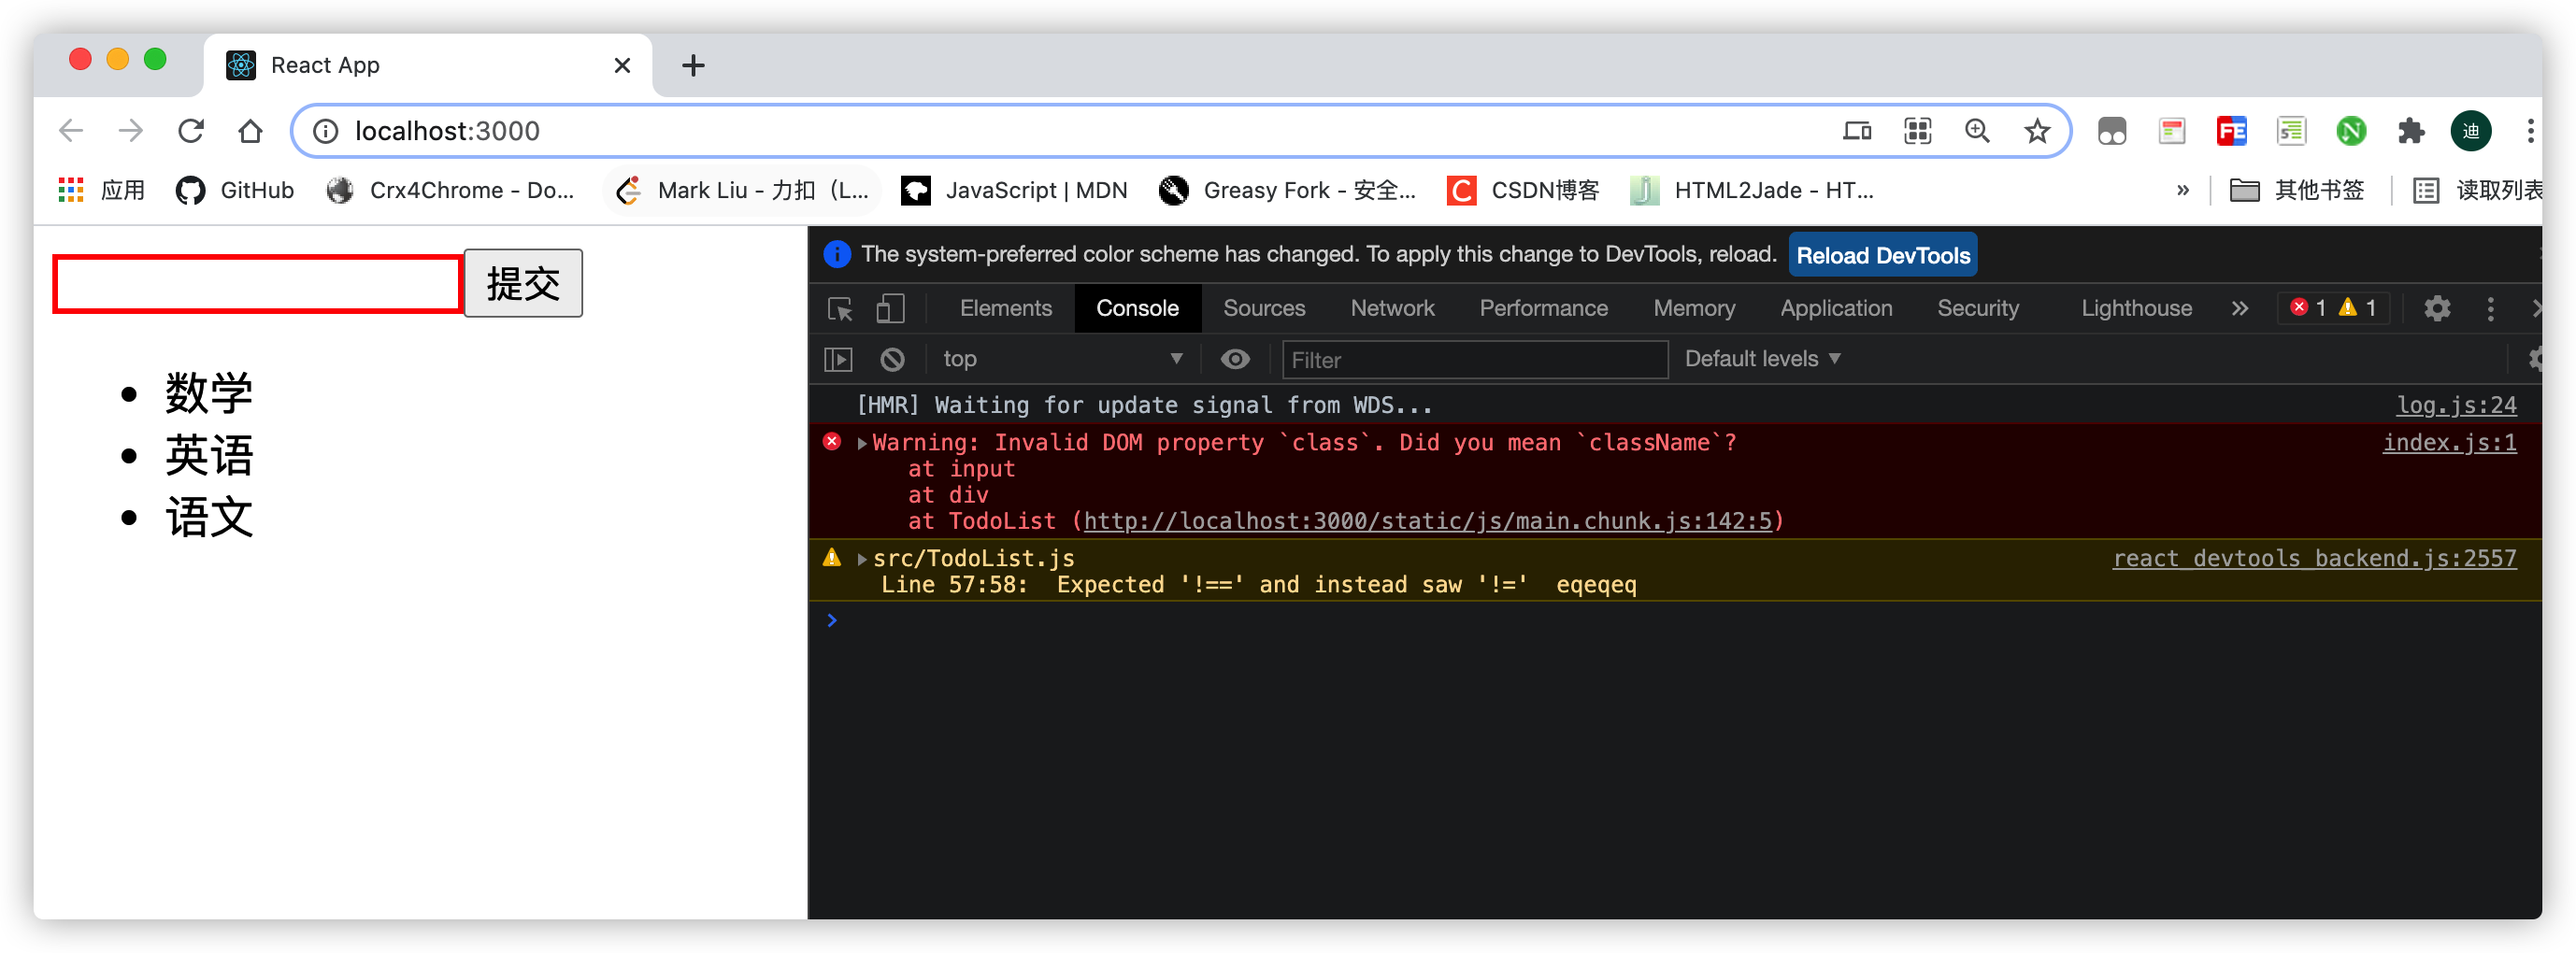 React App
localhost:3000
迪
应用 GitHub Crx4Chrome - Do... Mark Liu - 力扣（L... JavaScript | MDN Greasy Fork - 安全... CSDN博客 HTML2Jade - HT... » 其他书签 读取列表
提交
数学
英语
语文
The system-preferred color scheme has changed. To apply this change to DevTools, reload. Reload DevTools
Elements Console Sources Network Performance Memory Application Security Lighthouse » 1 1
top Filter Default levels
[HMR] Waiting for update signal from WDS... log.js:24
Warning: Invalid DOM property `class`. Did you mean `className`? index.js:1
at input
at div
at TodoList (http://localhost:3000/static/js/main.chunk.js:142:5)
src/TodoList.js react_devtools_backend.js:2557
Line 57:58:  Expected '!==' and instead saw '!='  eqeqeq